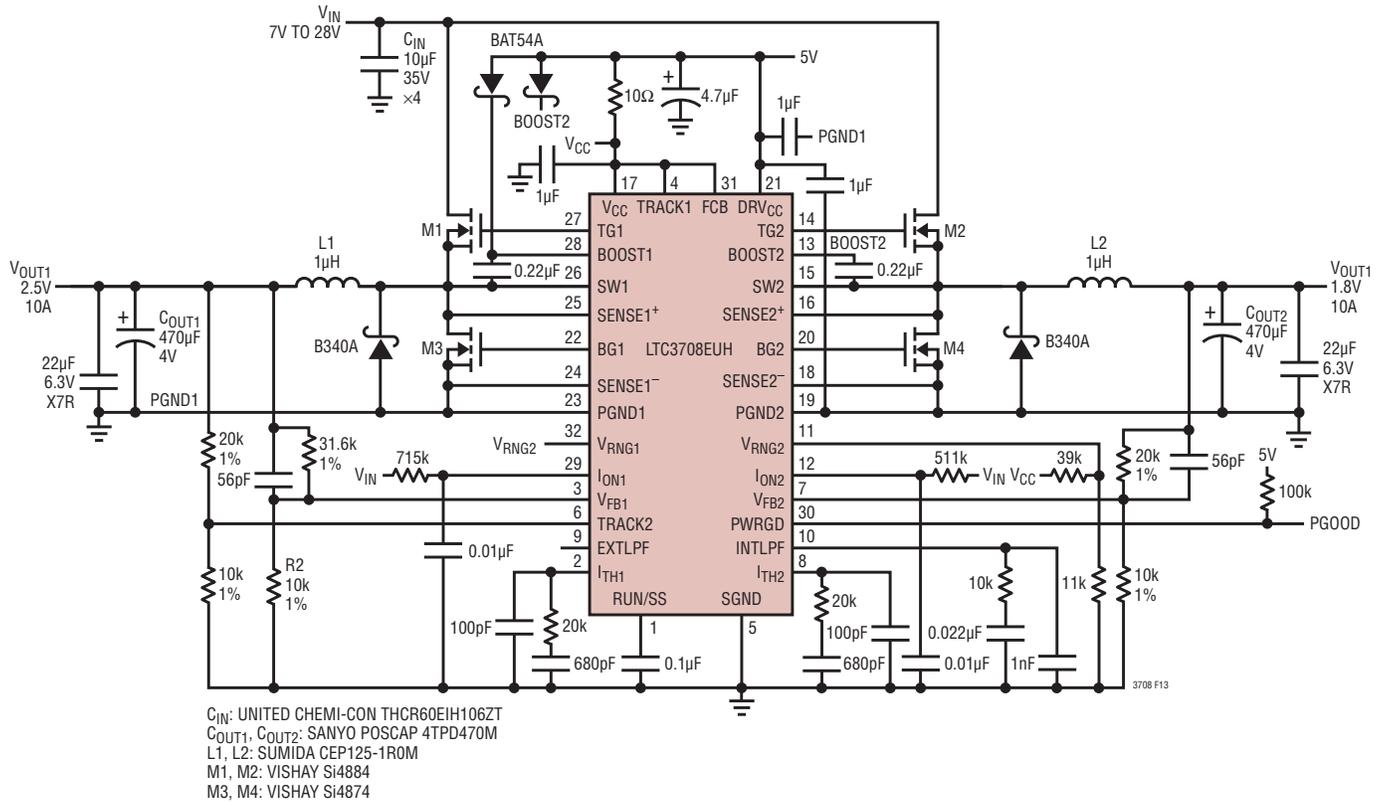 VIN
7V TO 28V
CIN
10µF
35V
×4
BAT54A
BOOST2
10Ω
+
4.7µF
5V
1µF
PGND1
VCC
1µF
1µF
17
4
31
21
VCC
TRACK1
FCB
DRVCC
M1
27
TG1
TG2
14
M2
28
BOOST1
BOOST2
13
BOOST2
0.22µF
0.22µF
VOUT1
2.5V
10A
L1
1µH
26
SW1
SW2
15
L2
1µH
VOUT1
1.8V
10A
25
SENSE1+
SENSE2+
16
+
COUT1
470µF
4V
B340A
M3
22
BG1
LTC3708EUH
BG2
20
M4
B340A
+
COUT2
470µF
4V
22µF
6.3V
X7R
22µF
6.3V
X7R
24
SENSE1–
SENSE2–
18
PGND1
23
PGND1
PGND2
19
20k
1%
31.6k
1%
56pF
VRNG2
32
VRNG1
VRNG2
11
VIN
715k
29
ION1
ION2
12
511k
VIN
VCC
39k
20k
1%
56pF
5V
100k
3
VFB1
VFB2
7
6
TRACK2
PWRGD
30
PGOOD
9
EXTLPF
INTLPF
10
0.01µF
2
ITH1
ITH2
8
10k
1%
R2
10k
1%
RUN/SS
SGND
1
5
100pF
20k
680pF
0.1µF
20k
100pF
680pF
0.01µF
10k
0.022µF
1nF
11k
10k
1%
3708 F13
CIN: UNITED CHEMI-CON THCR60EIH106ZT
COUT1, COUT2: SANYO POSCAP 4TPD470M
L1, L2: SUMIDA CEP125-1R0M
M1, M2: VISHAY Si4884
M3, M4: VISHAY Si4874